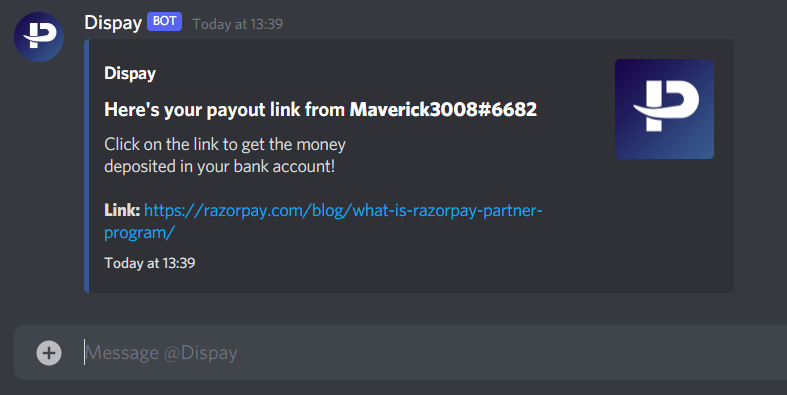 Dispay BOT Today at 13:39
Dispay
Here's your payout link from Maverick3008#6682
Click on the link to get the money
deposited in your bank account!
Link: https://razorpay.com/blog/what-is-razorpay-partner-
program/
Today at 13:39
Message @Dispay